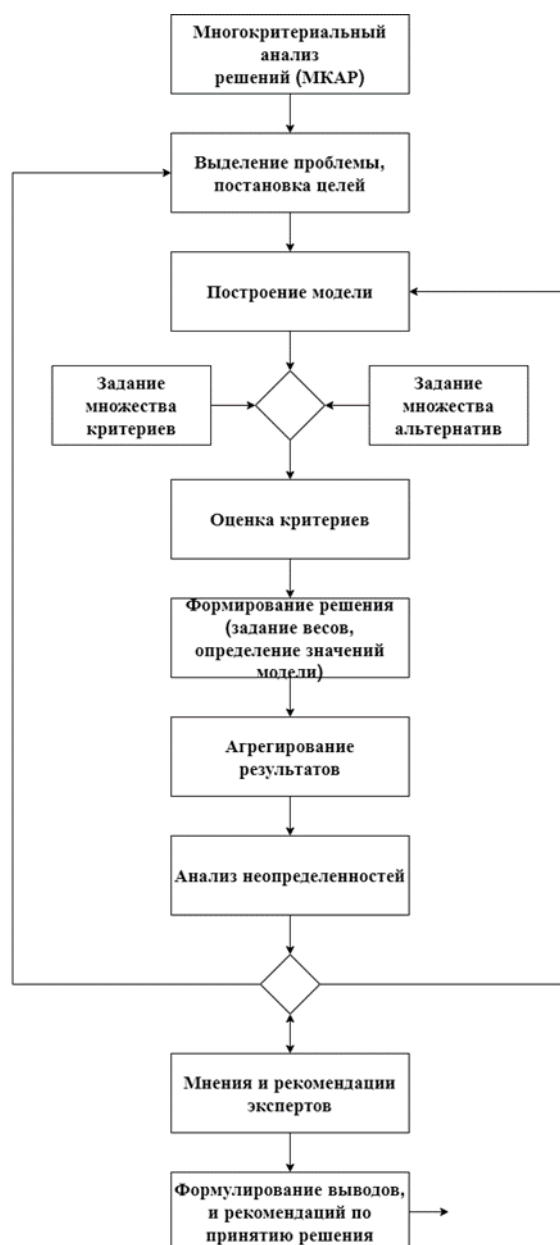 Многокритериальный
анализ
решений (МКАР)
Выделение проблемы,
постановка целей
Построение модели
Задание
множества
критериев
Задание
множества
альтернатив
Оценка критериев
Формирование решения
(задание весов,
определение значений
модели)
Агрегирование
результатов
Анализ неопределенностей
Мнения и рекомендации
экспертов
Формулирование выводов,
и рекомендаций по
принятию решения